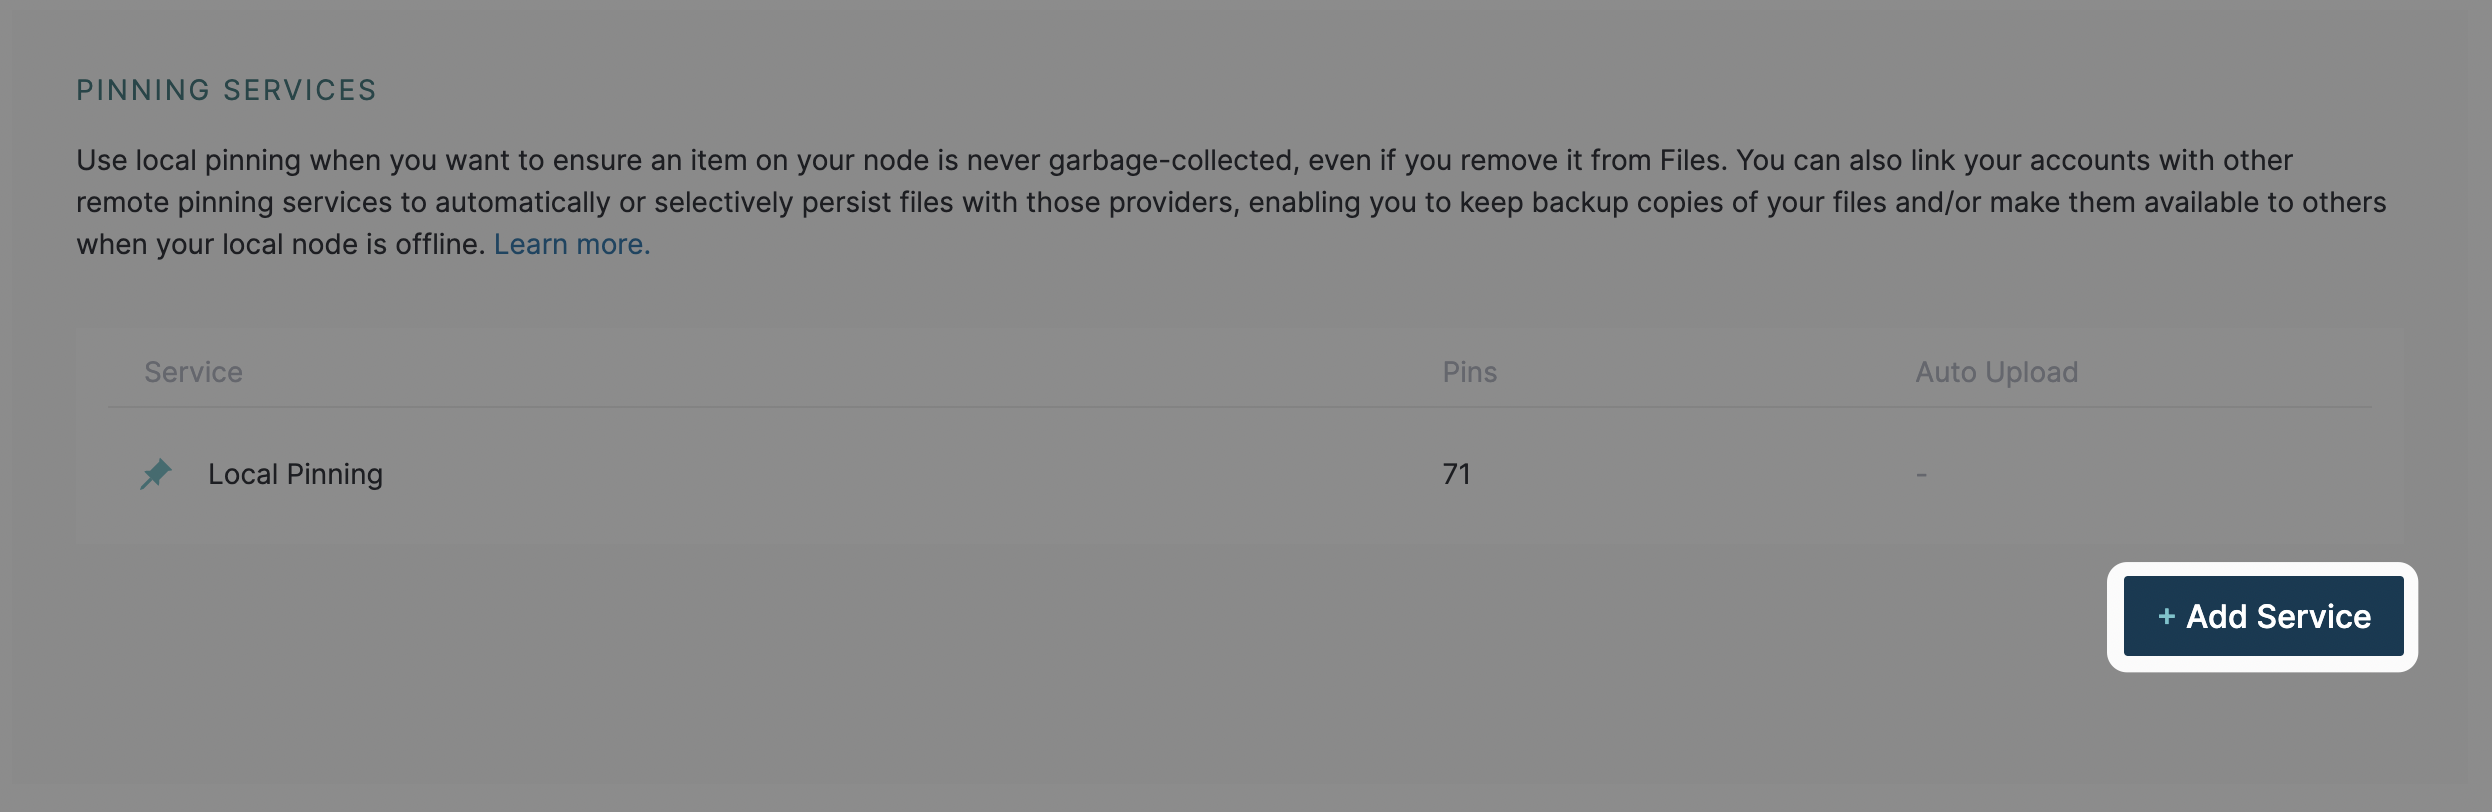 PINNING SERVICES
Use local pinning when you want to ensure an item on your node is never garbage-collected, even if you remove it from Files. You can also link your accounts with other
remote pinning services to automatically or selectively persist files with those providers, enabling you to keep backup copies of your files and/or make them available to others
when your local node is offline. Learn more.
Service Pins Auto Upload
Local Pinning 71 -
+ Add Service